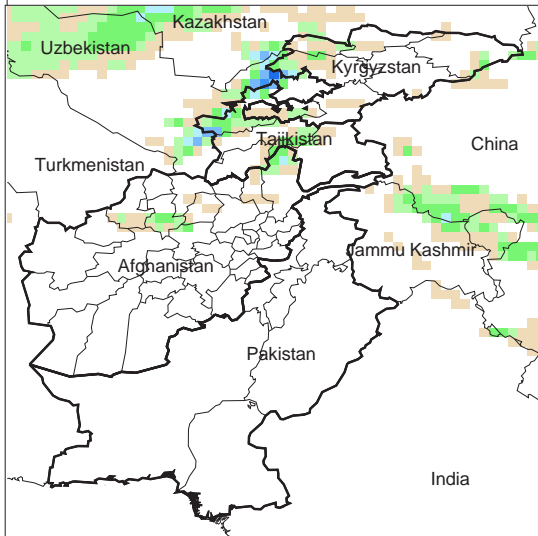 Kazakhstan
Uzbekistan
Kyrgyzstan
Tajikistan
China
Turkmenistan
Jammu Kashmir
Afghanistan
Pakistan
India